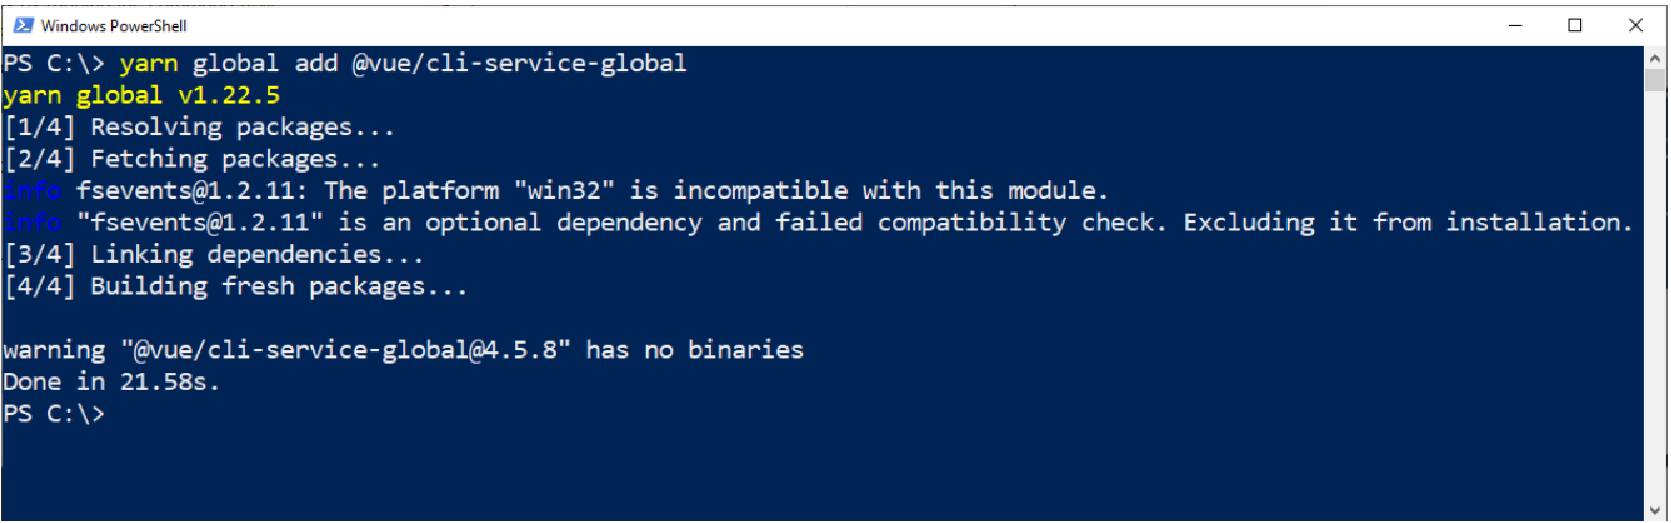 Windows PowerShell
PS C:\> yarn global add @vue/cli-service-global
yarn global v1.22.5
[1/4] Resolving packages...
[2/4] Fetching packages...
info fsevents@1.2.11: The platform "win32" is incompatible with this module.
info "fsevents@1.2.11" is an optional dependency and failed compatibility check. Excluding it from installation.
[3/4] Linking dependencies...
[4/4] Building fresh packages...
warning "@vue/cli-service-global@4.5.8" has no binaries
Done in 21.58s.
PS C:\>